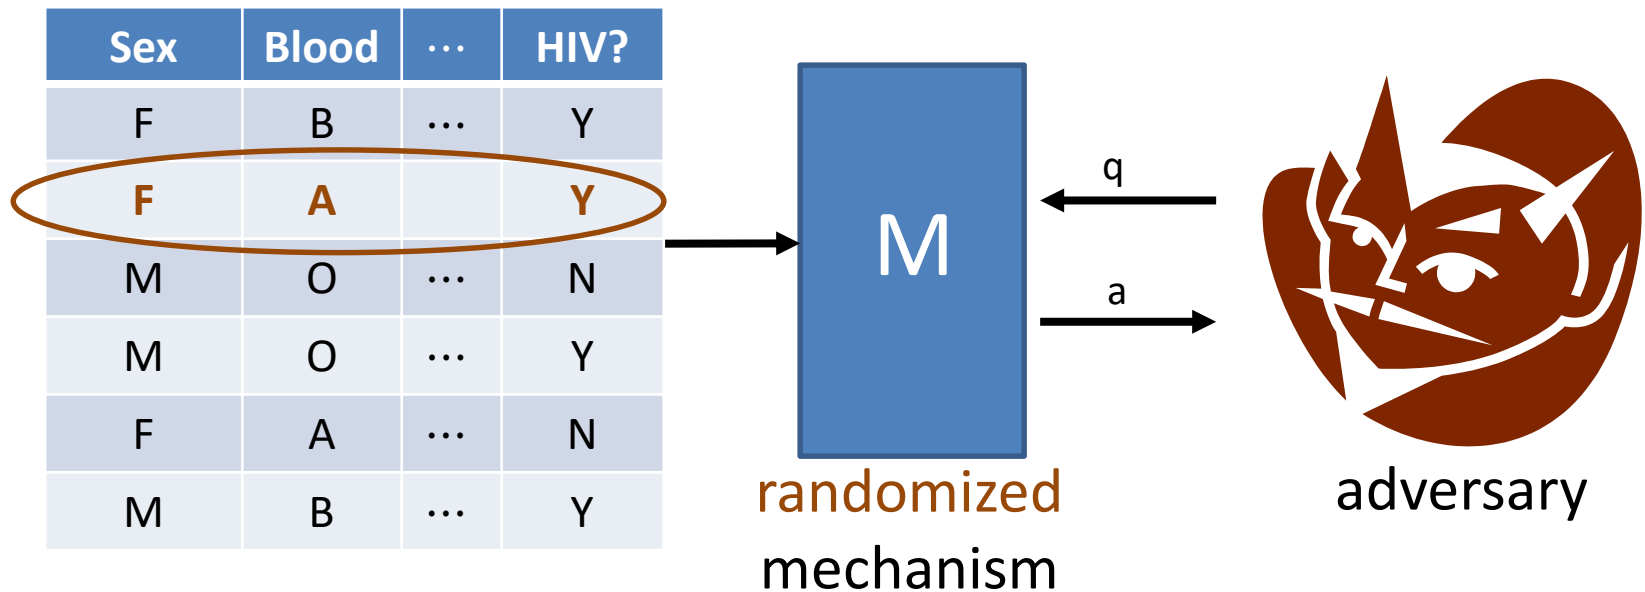 Sex Blood ⋯ HIV?
F B ⋯ Y
F A Y
M O ⋯ N
M O ⋯ Y
F A ⋯ N
M B ⋯ Y
M
q
a
randomized
mechanism
adversary